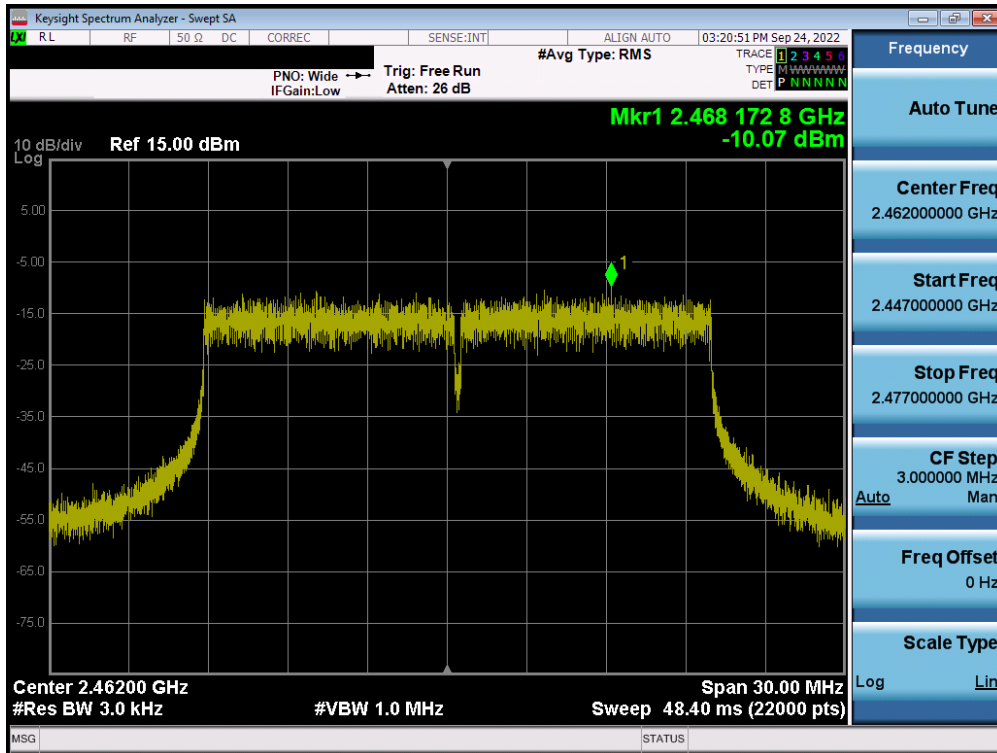 Keysight Spectrum Analyzer - Swept SA
LXI RL RF 50 Ω DC CORREC SENSE:INT ALIGN AUTO 03:20:51 PM Sep 24, 2022
PNO: Wide
IFGain:Low
Trig: Free Run
Atten: 26 dB
#Avg Type: RMS
TRACE 1 2 3 4 5 6
TYPE M WWWWW
DET P N N N N N
Mkr1 2.468 172 8 GHz
-10.07 dBm
10 dB/div Ref 15.00 dBm
Log
1
5.00
-5.00
-15.0
-25.0
-35.0
-45.0
-55.0
-65.0
-75.0
Center 2.46200 GHz Span 30.00 MHz
#Res BW 3.0 kHz #VBW 1.0 MHz Sweep 48.40 ms (22000 pts)
MSG STATUS
Frequency
Auto Tune
Center Freq
2.462000000 GHz
Start Freq
2.447000000 GHz
Stop Freq
2.477000000 GHz
CF Step
3.000000 MHz
Auto Man
Freq Offset
0 Hz
Scale Type
Log Lin